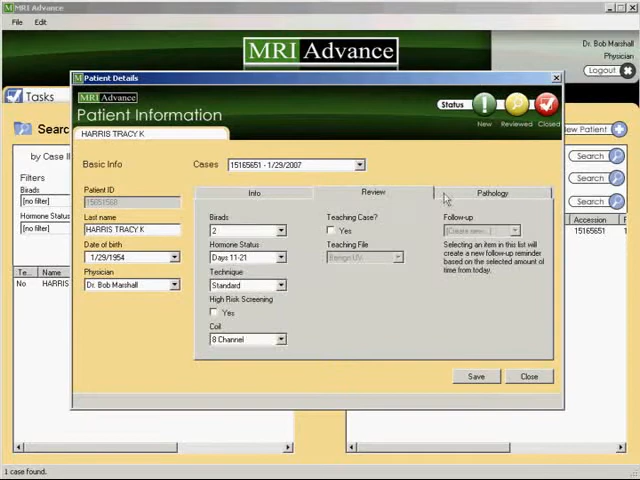 MRI Advance
File Edit
MRI Advance
Dr. Bob Marshall
Physician
Logout
Tasks
Patient Details
MRI Advance
Patient Information
Status
New Reviewed Closed
HARRIS TRACY K
Basic Info
Cases 15165651 - 1/29/2007
Patient ID
15051568
Last name
HARRIS TRACY K
Date of birth
1/29/1954
Physician
Dr. Bob Marshall
Info Review Pathology
Birads
2
Hormone Status
Days 11-21
Technique
Standard
High Risk Screening
Yes
Coil
8 Channel
Teaching Case?
Yes
Teaching File
Benign UV
Follow-up
[Create new...]
Selecting an item in this list will
create a new follow-up reminder
based on the selected amount of
time from today.
Save Close
Sear
by Case I
Filters
Birads
[no filter]
Hormone Status
[no filter]
Te... Name
No HARRIS
ew Patient
Search
Search
Search
Accession
15165651
1 case found.